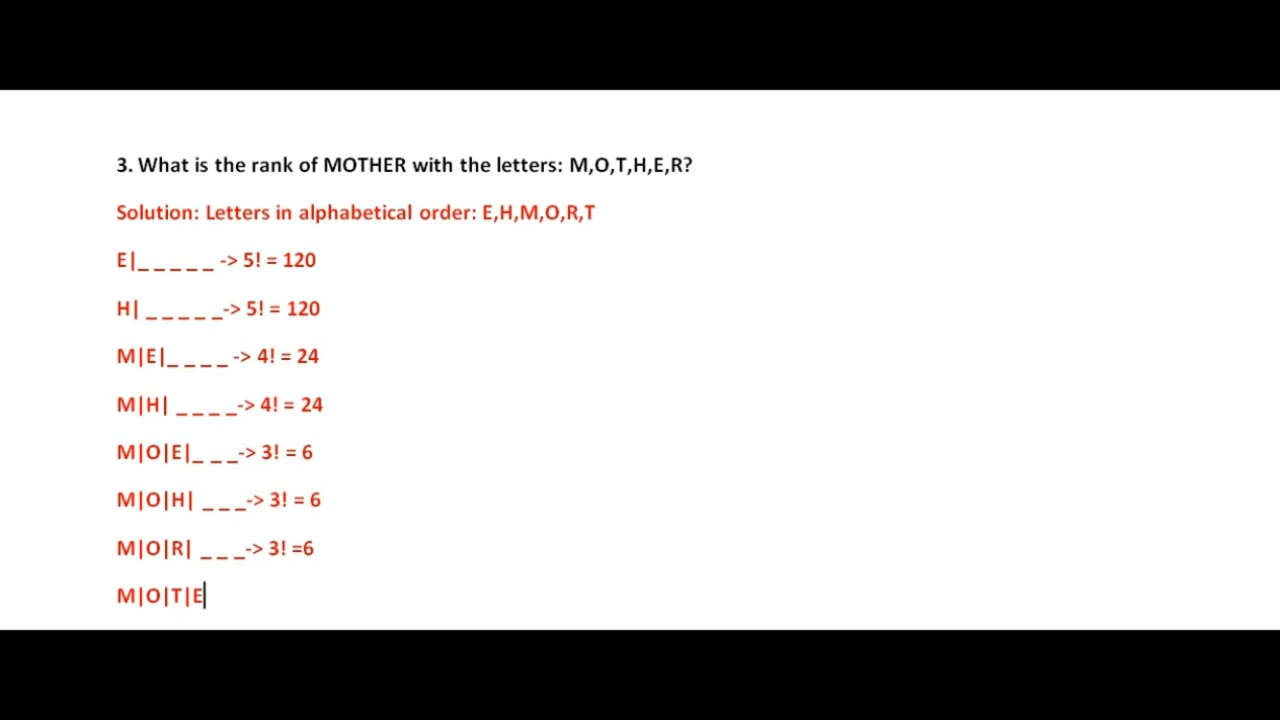 3. What is the rank of MOTHER with the letters: M,O,T,H,E,R?
Solution: Letters in alphabetical order: E,H,M,O,R,T
E|_ _ _ _ _ -> 5! = 120
H| _ _ _ _ _-> 5! = 120
M|E|_ _ _ _ -> 4! = 24
M|H| _ _ _ _-> 4! = 24
M|O|E|_ _ _-> 3! = 6
M|O|H| _ _ _-> 3! = 6
M|O|R| _ _ _-> 3! =6
M|O|T|E